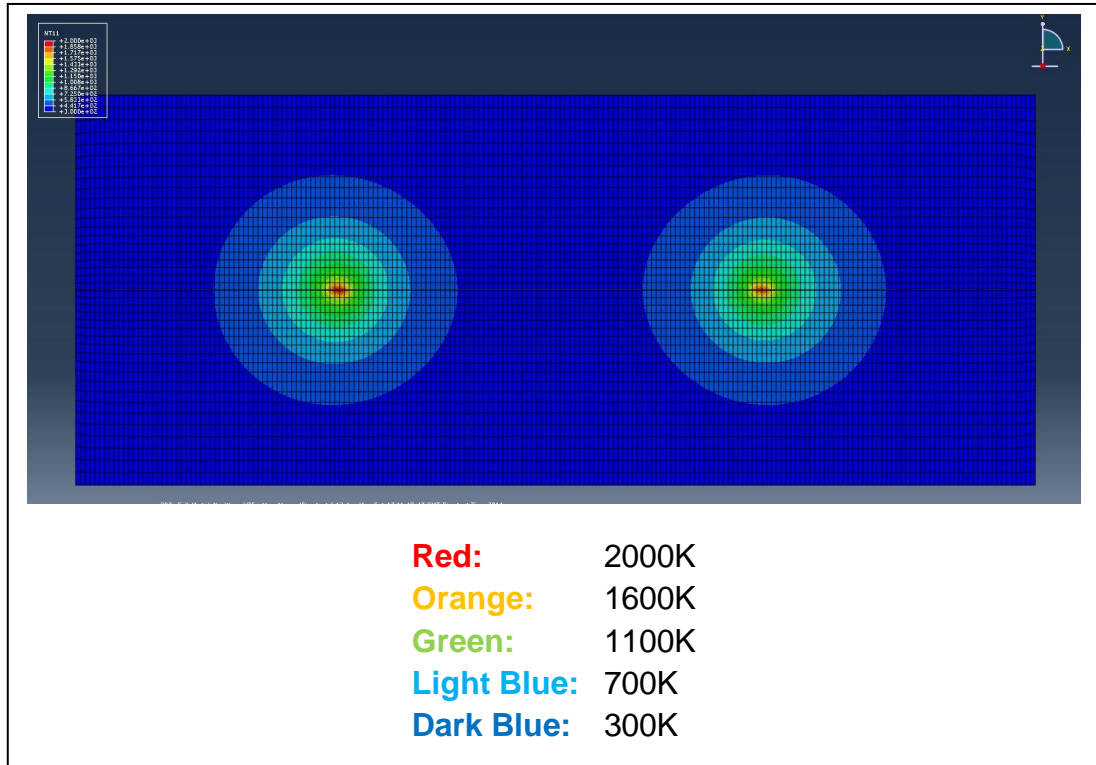 NT11
+2.000e+03
+1.858e+03
+1.717e+03
+1.575e+03
+1.433e+03
+1.292e+03
+1.150e+03
+1.008e+03
+8.667e+02
+7.250e+02
+5.833e+02
+4.417e+02
+3.000e+02
Y
X
Red: 2000K
Orange: 1600K
Green: 1100K
Light Blue: 700K
Dark Blue: 300K